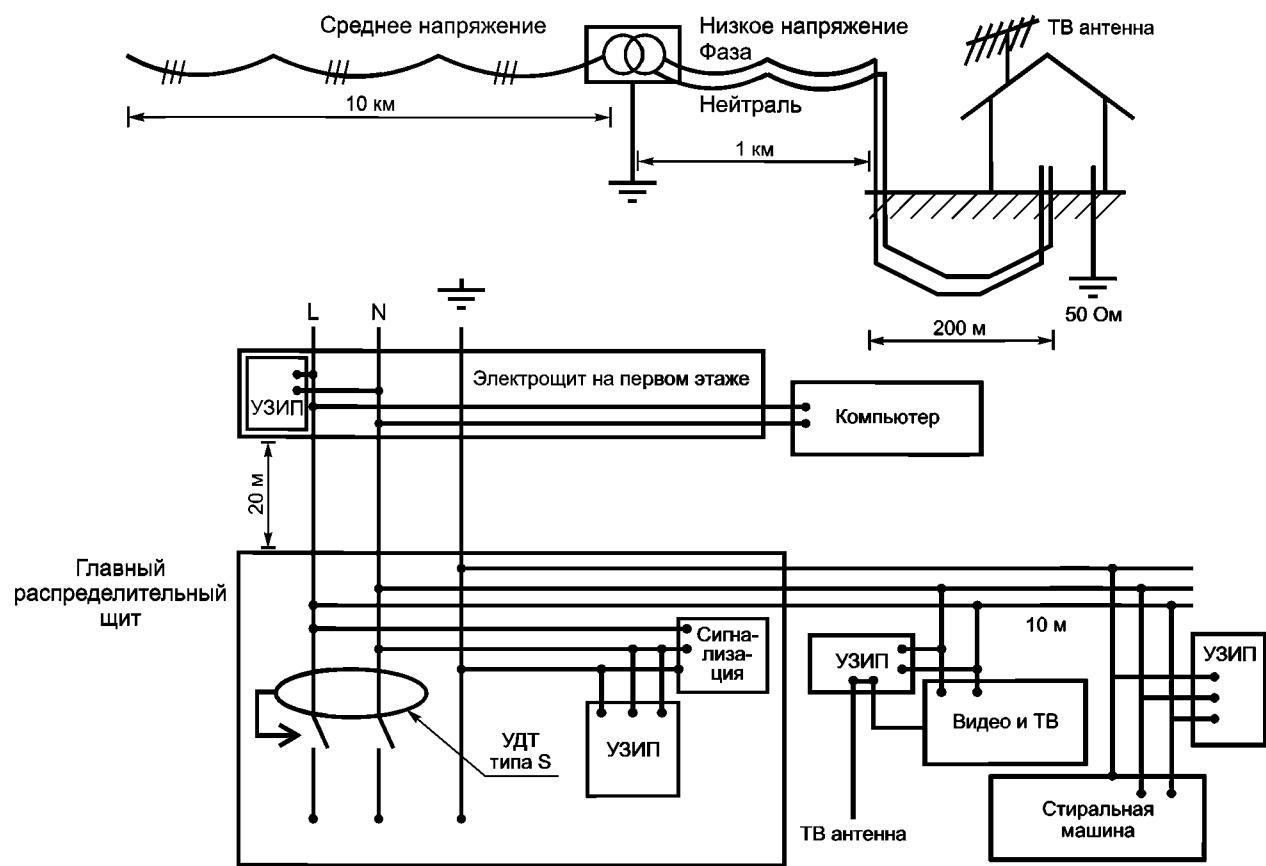 Среднее напряжение
Низкое напряжение
Фаза
ТВ антенна
Нейтраль
10 км
1 км
50 Ом
200 м
L
N
Электрощит на первом этаже
УЗИП
Компьютер
20 м
Главный
распределительный
щит
10 м
Сигна-
лиза-
ция
УЗИП
УЗИП
Видео и ТВ
УДТ
типа S
УЗИП
Стиральная
машина
ТВ антенна